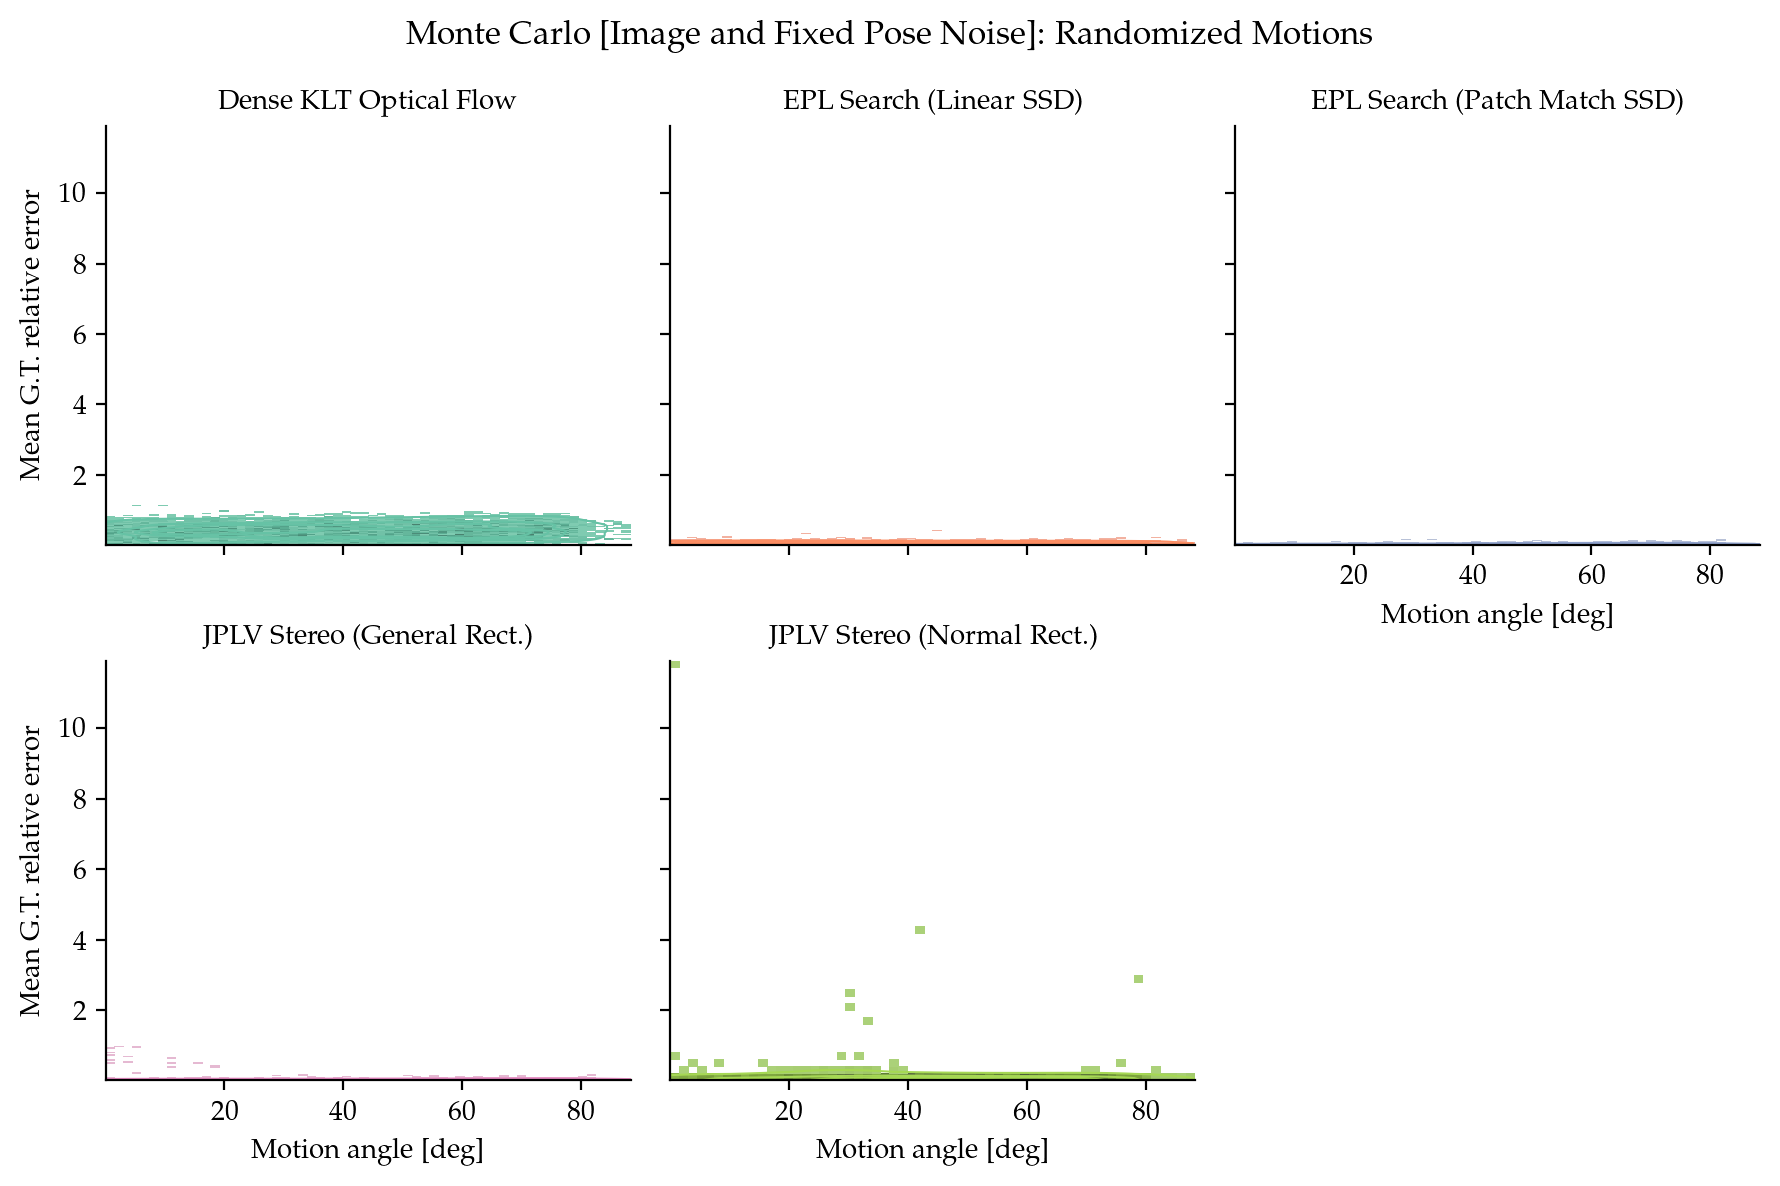 Monte Carlo [Image and Fixed Pose Noise]: Randomized Motions
Dense KLT Optical Flow
EPL Search (Linear SSD)
EPL Search (Patch Match SSD)
Mean G.T. relative error
10
8
6
4
2
20 40 60 80
Motion angle [deg]
JPLV Stereo (General Rect.)
JPLV Stereo (Normal Rect.)
Mean G.T. relative error
10
8
6
4
2
20 40 60 80
Motion angle [deg]
20 40 60 80
Motion angle [deg]